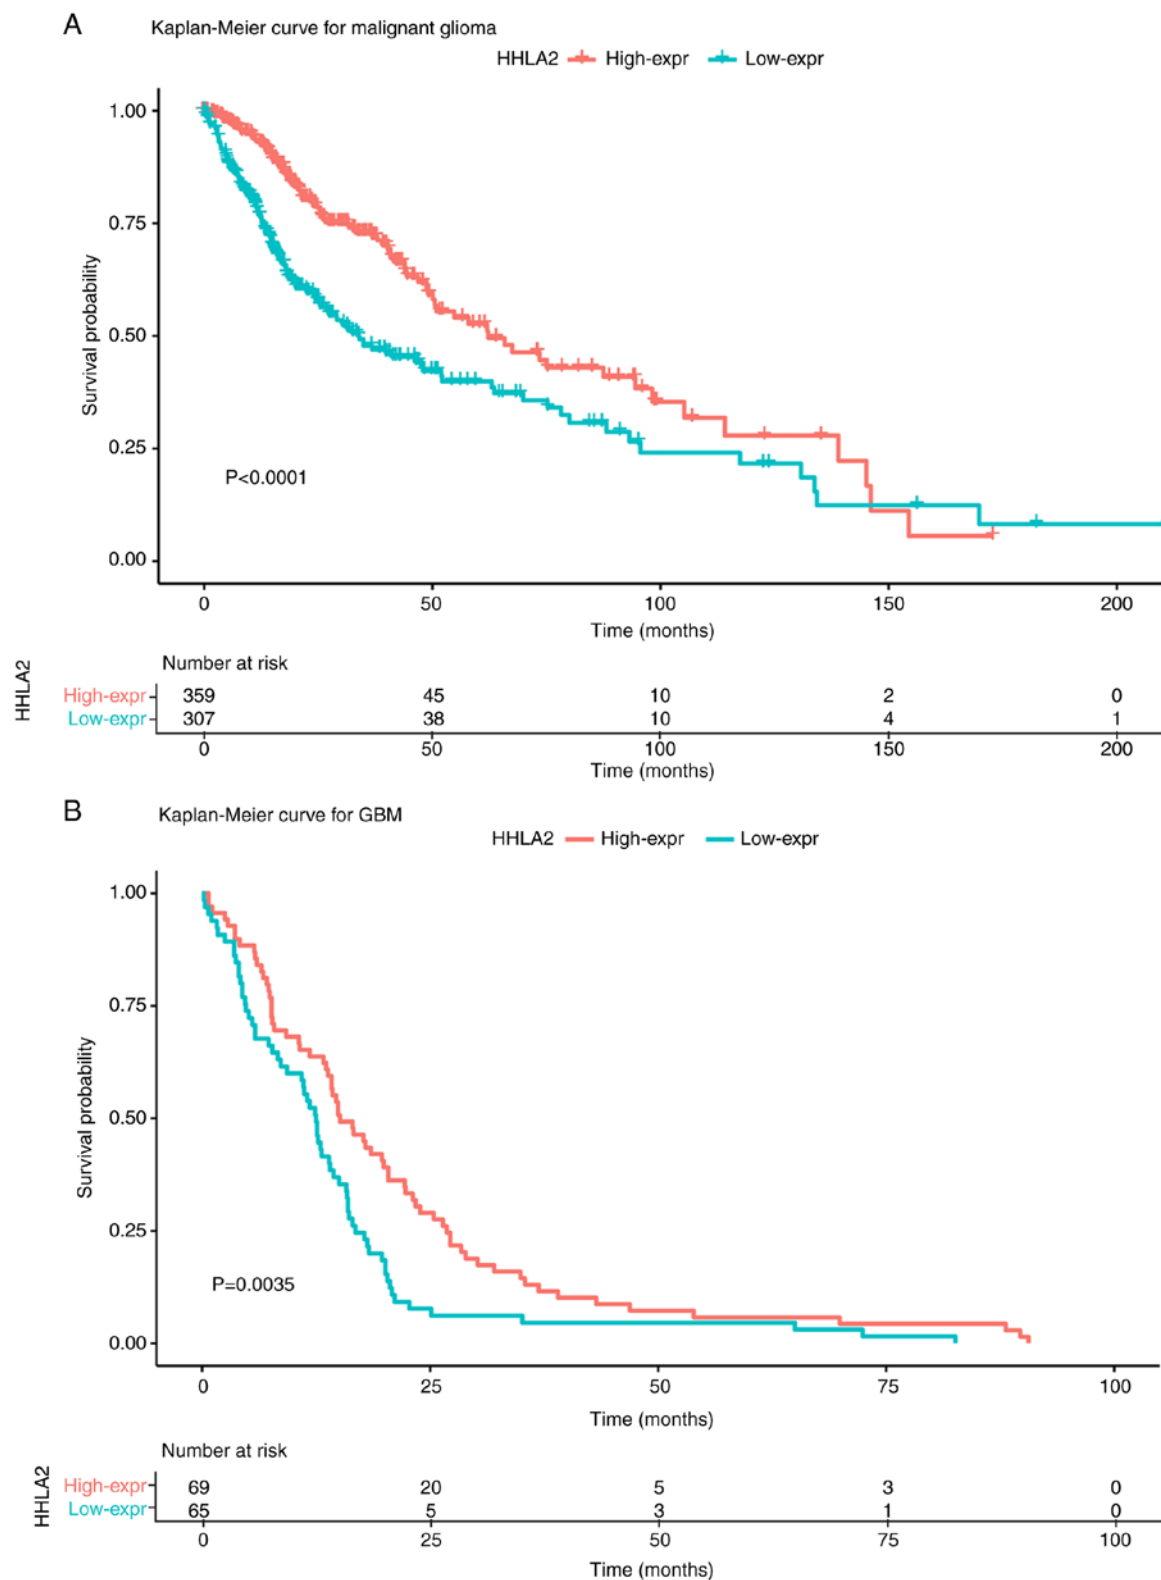 A
Kaplan-Meier curve for malignant glioma
HHLA2 High-expr Low-expr
1.00
0.75
0.50
0.25
0.00
Survival probability
P<0.0001
0 50 100 150 200
Time (months)
Number at risk
HHLA2
High-expr 359 45 10 2 0
Low-expr 307 38 10 4 1
0 50 100 150 200
Time (months)
B
Kaplan-Meier curve for GBM
HHLA2 High-expr Low-expr
1.00
0.75
0.50
0.25
0.00
Survival probability
P=0.0035
0 25 50 75 100
Time (months)
Number at risk
HHLA2
High-expr 69 20 5 3 0
Low-expr 65 5 3 1 0
0 25 50 75 100
Time (months)